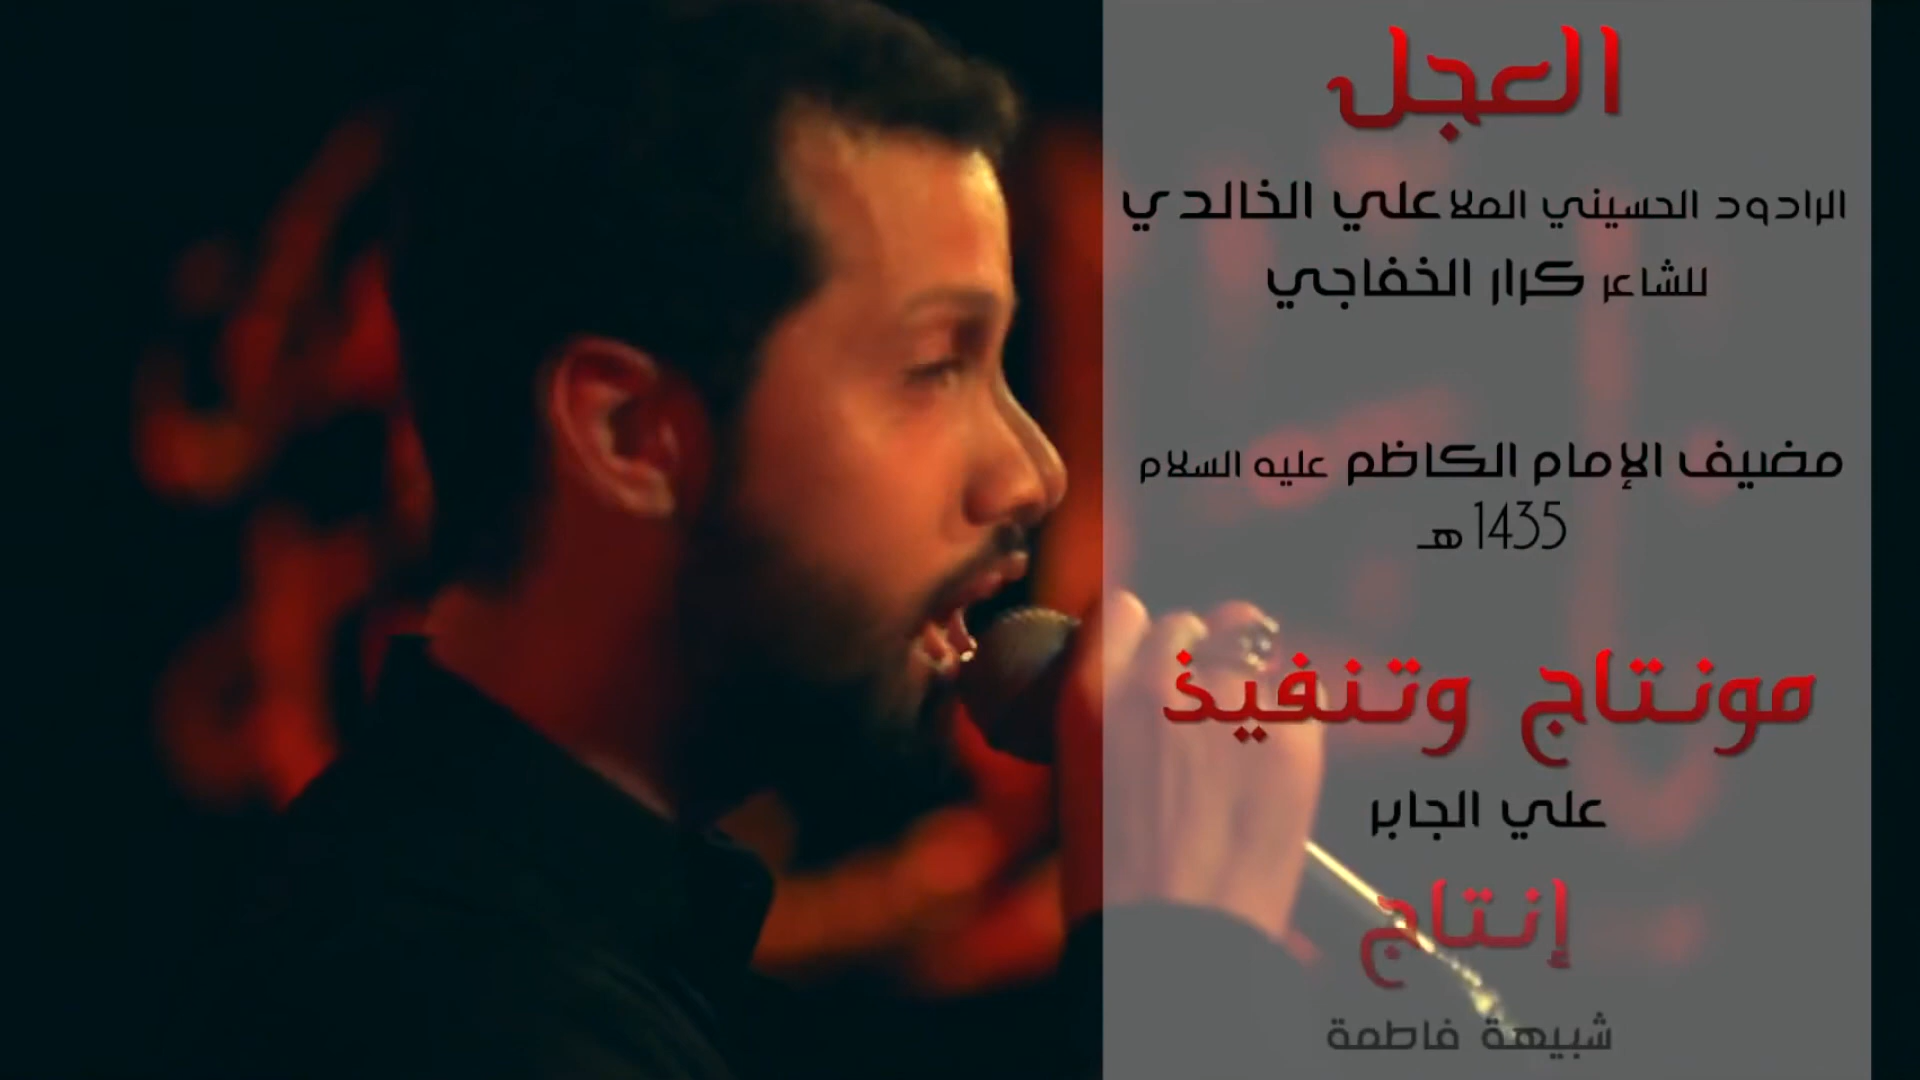 العجل
الرادود الحسيني الملا علي الخالدي
للشاعر كرار الخفاجي
مضيف الإمام الكاظم عليه السلام
1435 هـ
مونتاج وتنفيذ
علي الجابر
إنتاج
شبيهة فاطمة